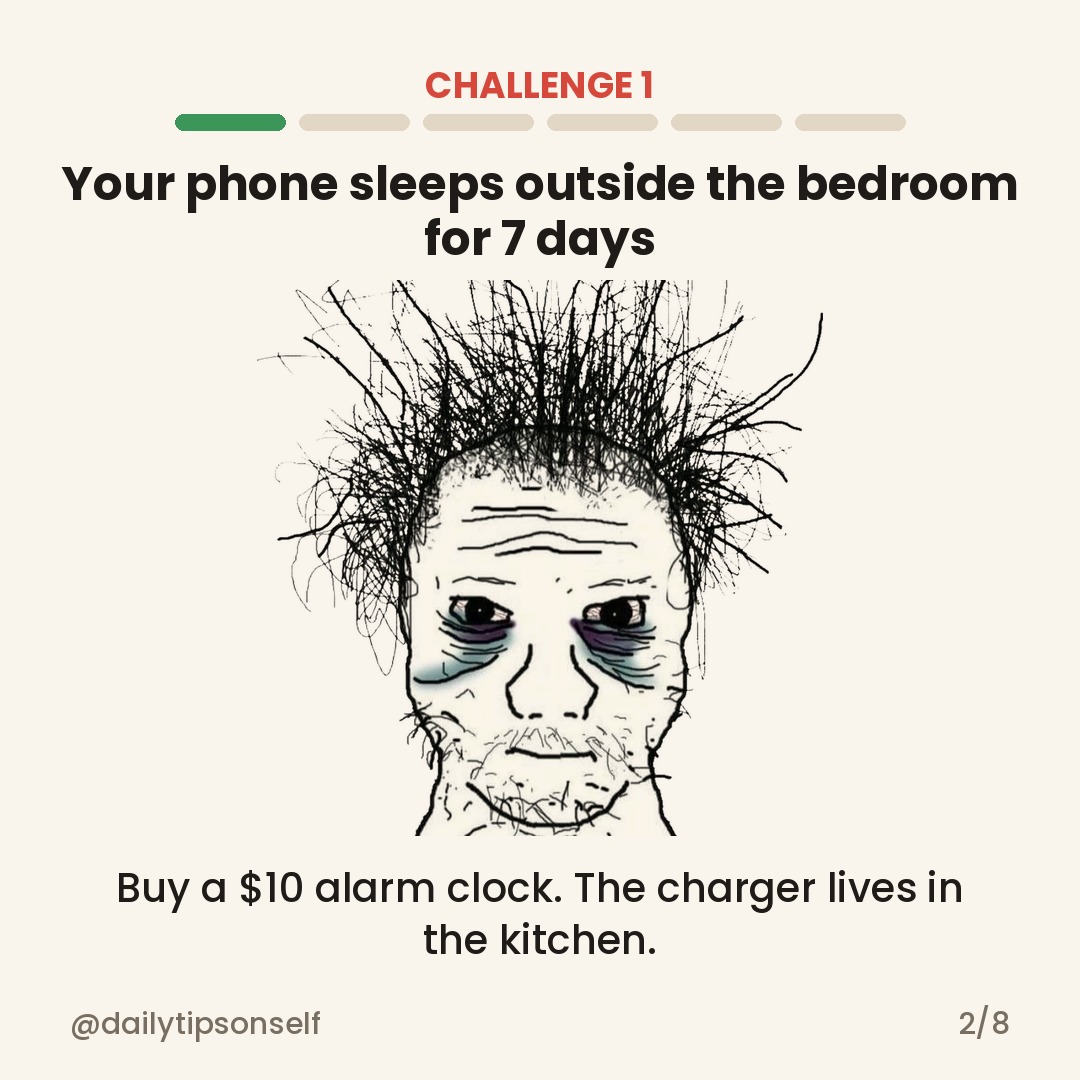 CHALLENGE 1
Your phone sleeps outside the bedroom
for 7 days
Buy a $10 alarm clock. The charger lives in
the kitchen.
@dailytipsonself
2/8